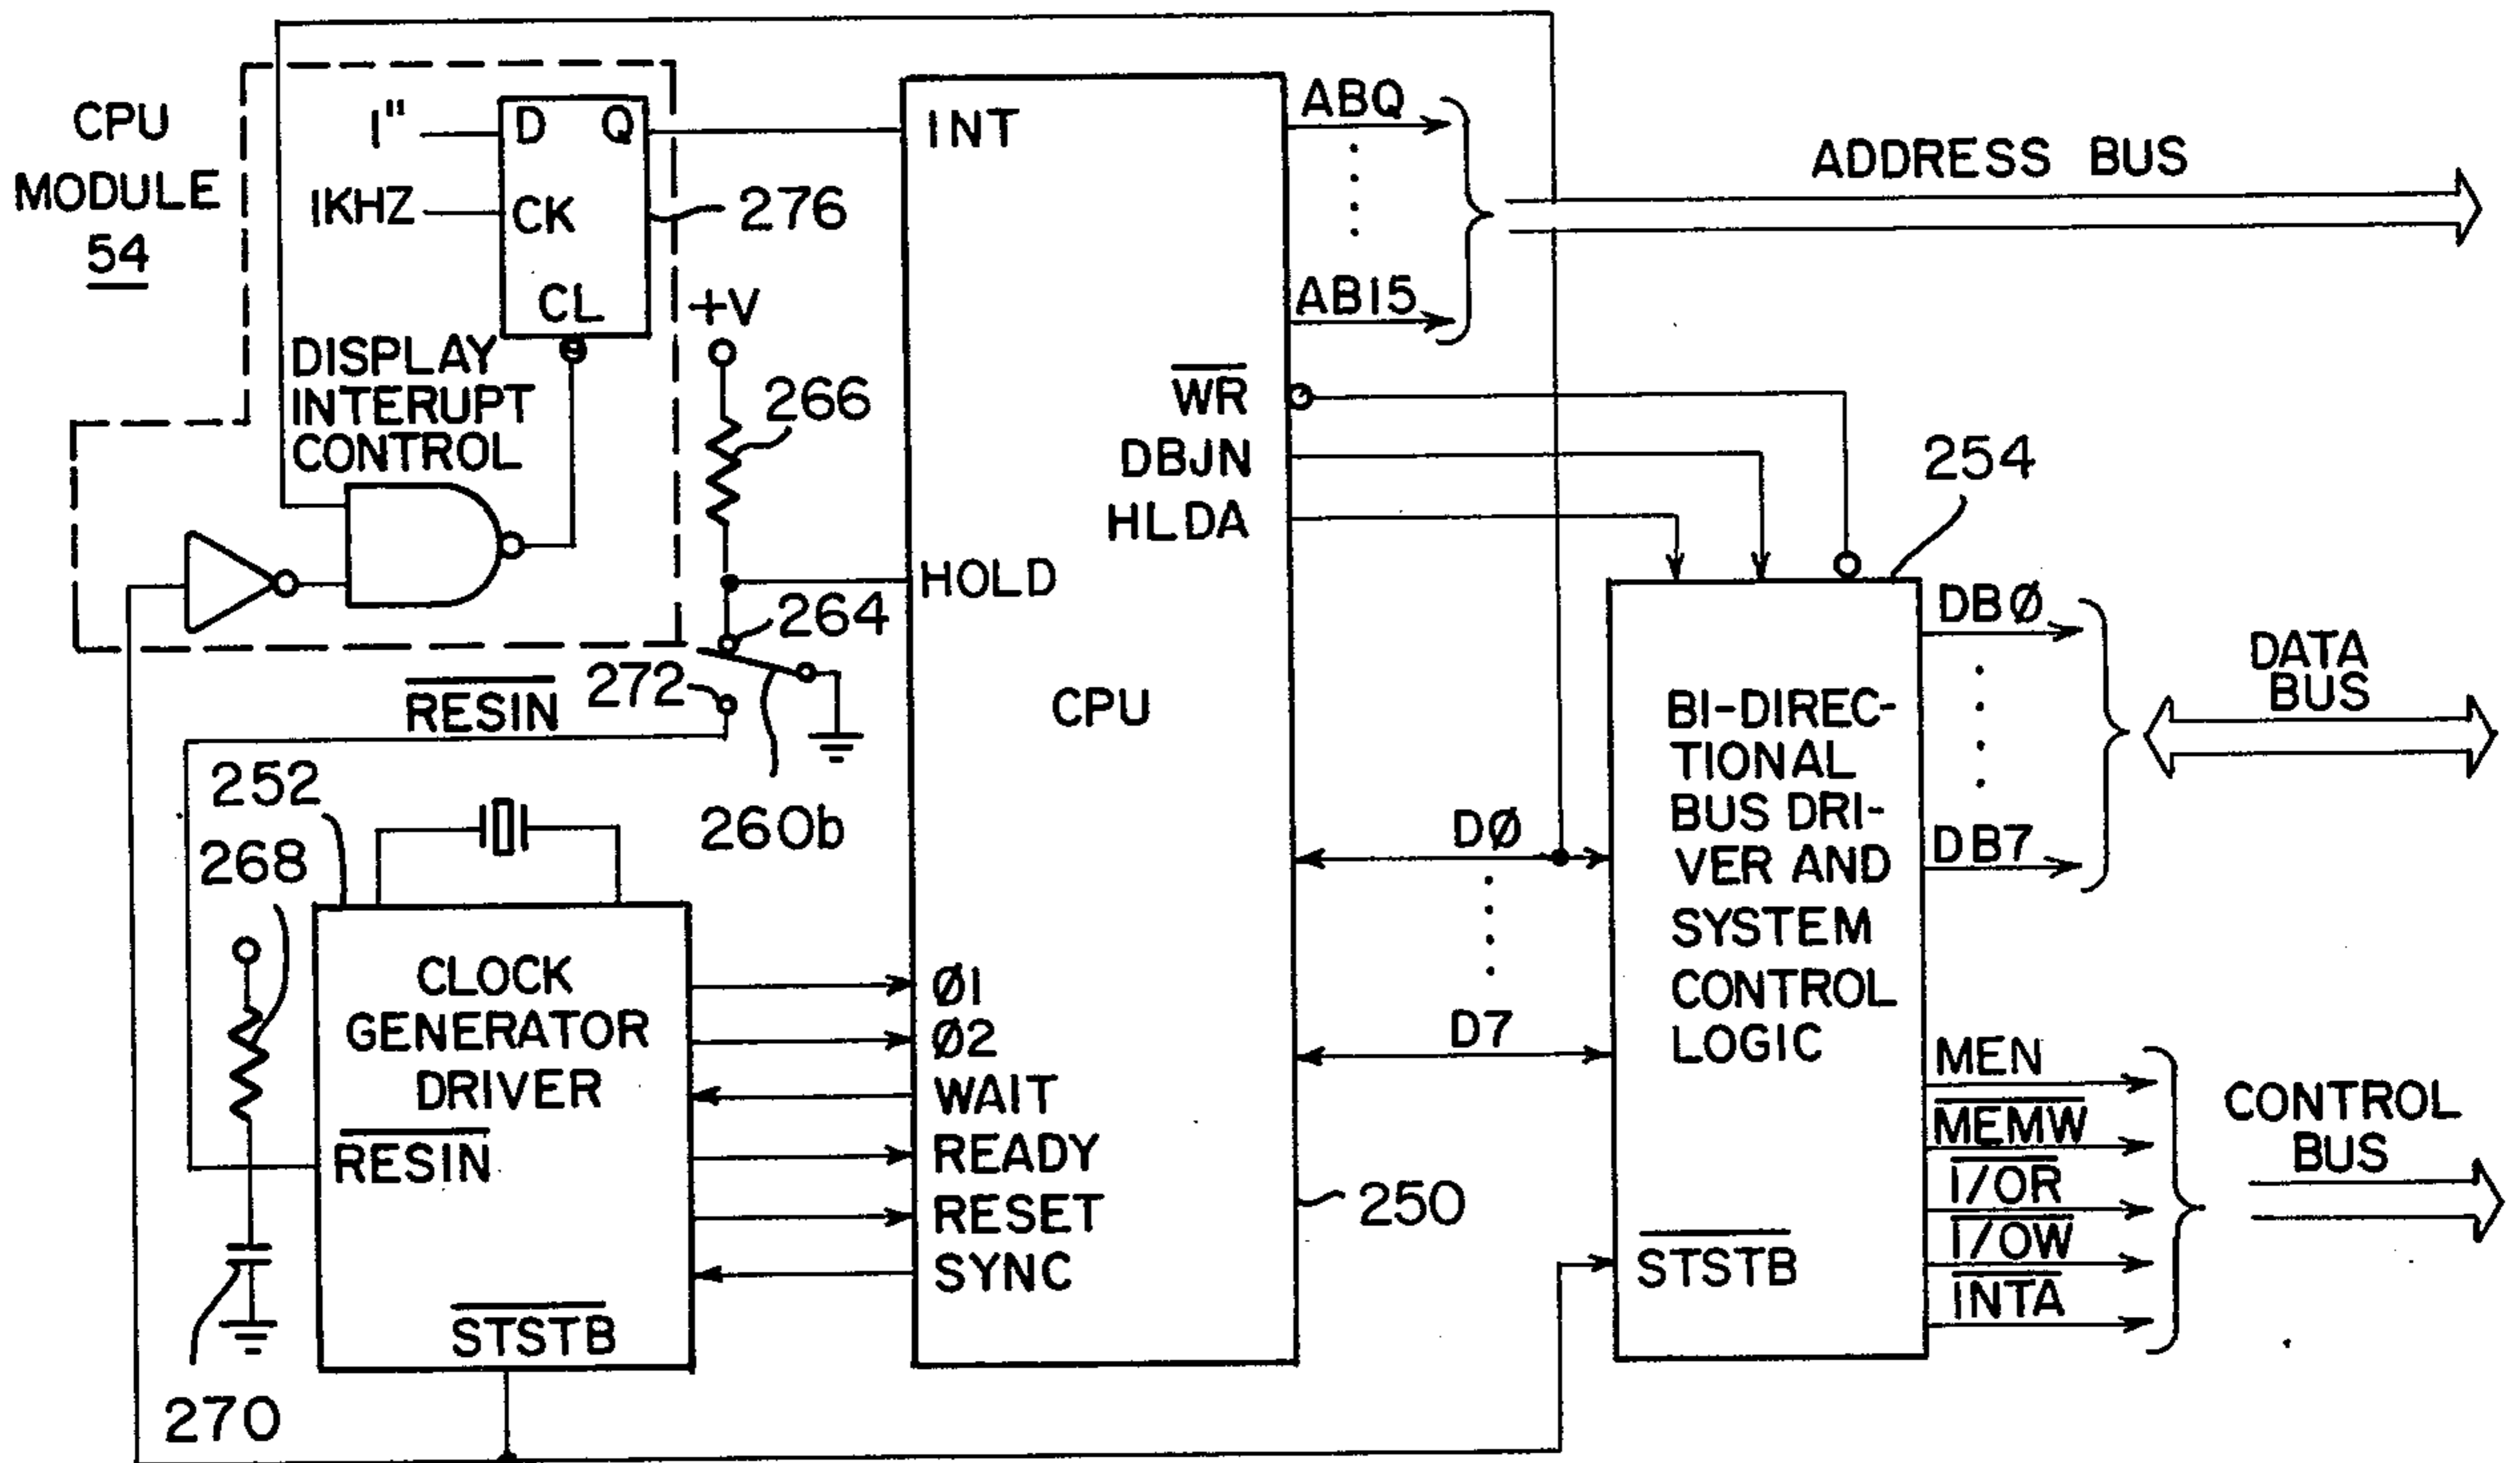 CPU
MODULE
54
1"
D
Q
1KHZ
CK
CL
276
DISPLAY
INTERUPT
CONTROL
+V
266
264
272
RESIN
260b
252
268
270
CLOCK
GENERATOR
DRIVER
RESIN
STSTB
INT
HOLD
CPU
Ø1
Ø2
WAIT
READY
RESET
SYNC
250
ABQ
AB15
WR
DBJN
HLDA
ADDRESS BUS
254
DØ
D7
BI-DIREC-
TIONAL
BUS DRI-
VER AND
SYSTEM
CONTROL
LOGIC
STSTB
DBØ
DB7
DATA
BUS
MEN
MEMW
I/OR
I/OW
INTA
CONTROL
BUS